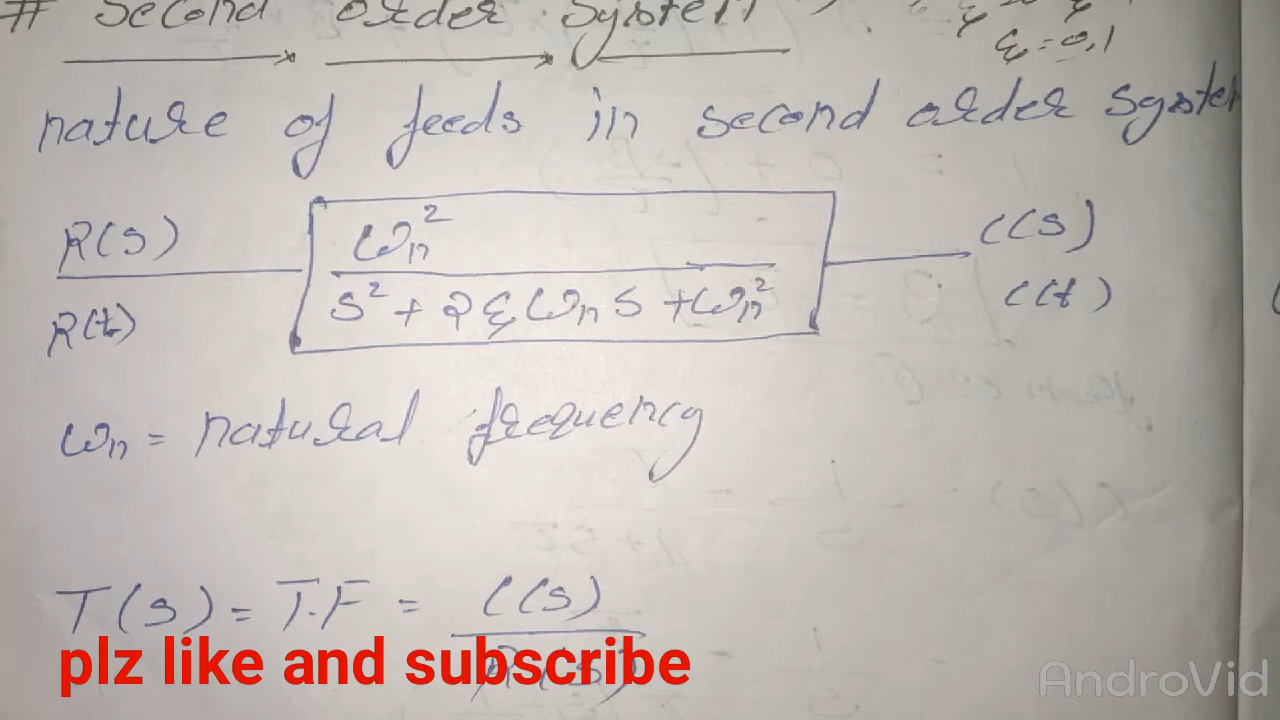 # Second order System
ξ = 0.1
nature of feeds in second order system
R(s)
R(t)
ωn²
s² + 2ξωn s + ωn²
C(s)
C(t)
ωn = natural frequency
T(s) = T.F = C(s)
R(s)
plz like and subscribe
AndroVid